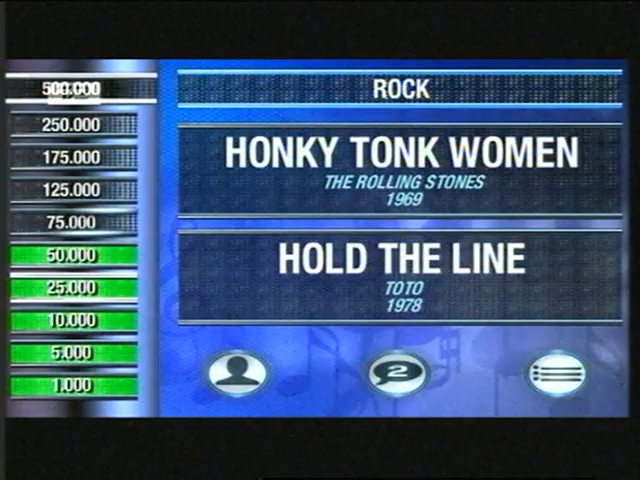 500.000
250.000
175.000
125.000
75.000
50.000
25.000
10.000
5.000
1.000
ROCK
HONKY TONK WOMEN
THE ROLLING STONES
1969
HOLD THE LINE
TOTO
1978
2